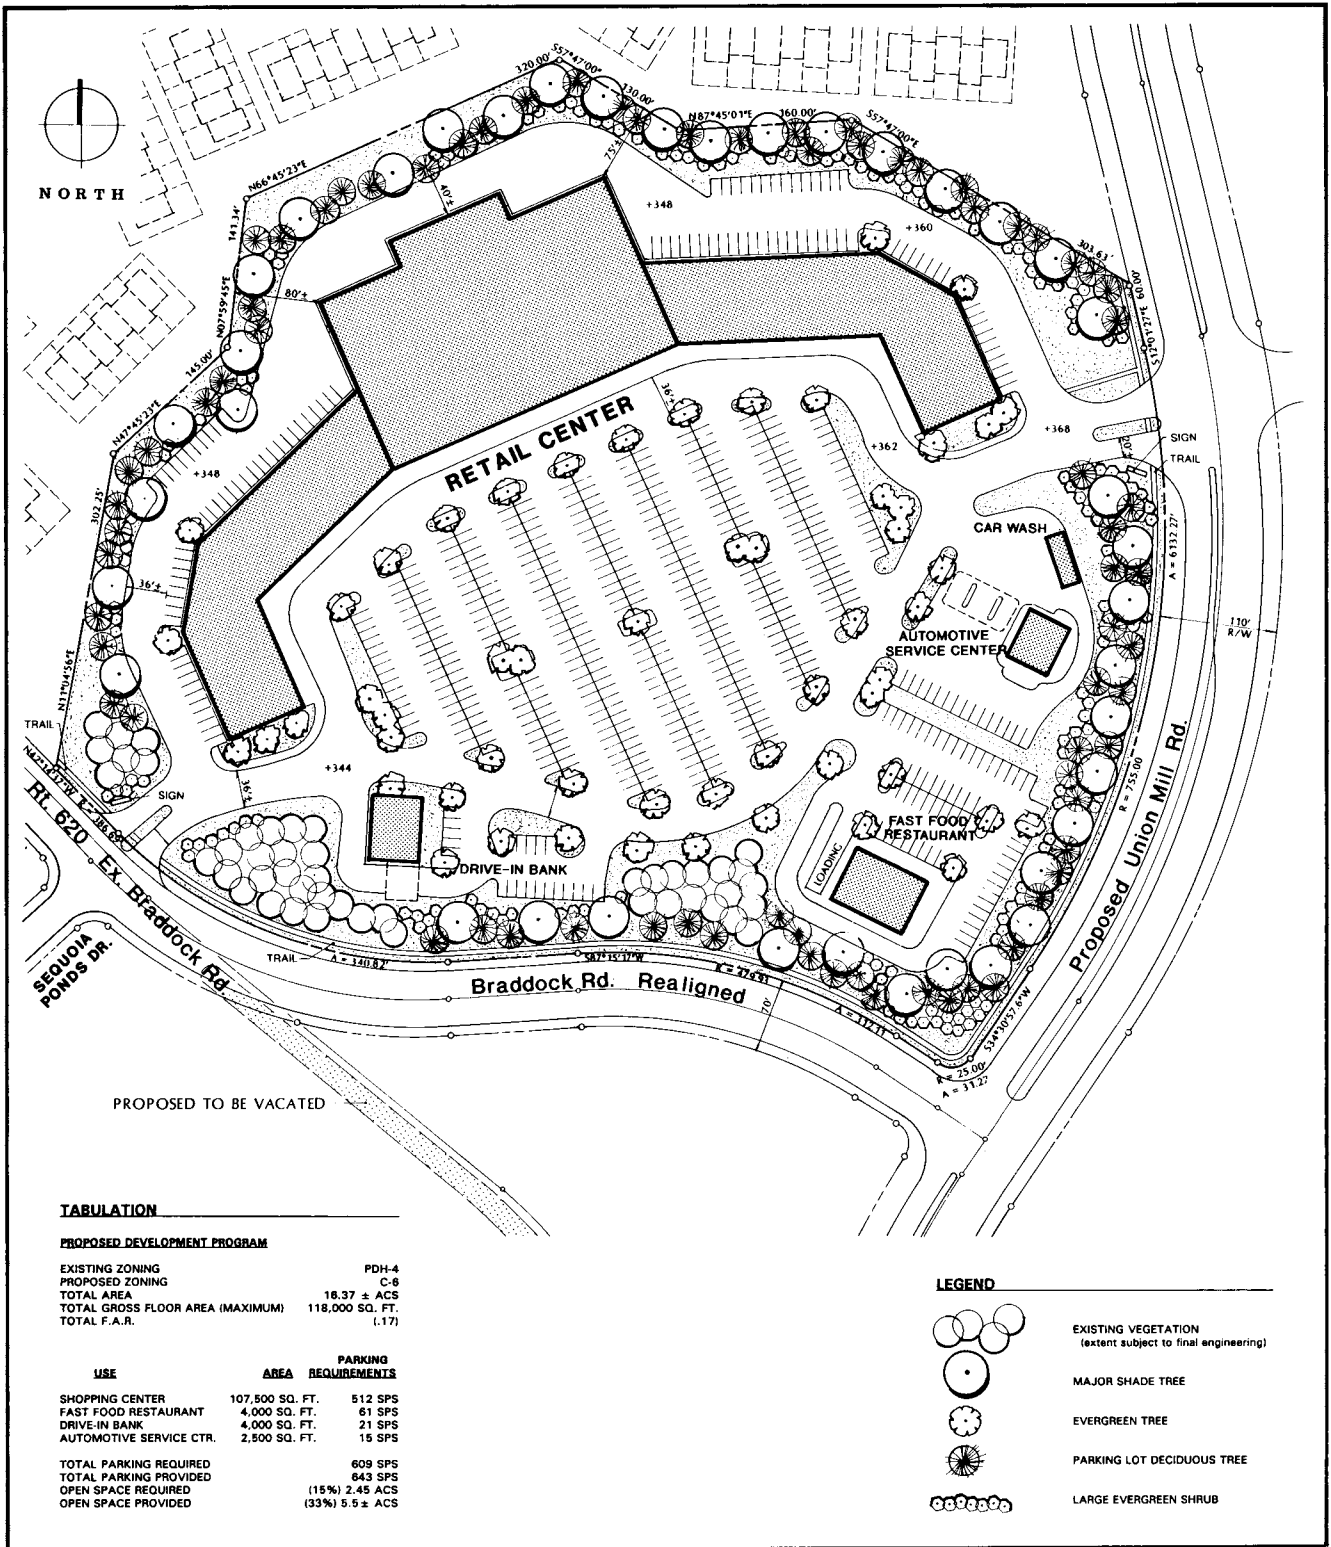 NORTH
320.00'
S57°47'00"
130.00'
N87°45'01"E
160.00'
S57°47'00"E
303.63'
S12°01'27"E 60.00'
N66°45'23"E
141.34'
N07°59'45"E
145.00'
N47°45'23"E
302.25'
N11°04'56"E
75'±
40'±
80'±
+348
+360
+348
36'±
36'±
RETAIL CENTER
+362
+368
20'±
SIGN
TRAIL
CAR WASH
A = 6132.27'
110'
R/W
AUTOMOTIVE
SERVICE CENTER
TRAIL
SIGN
36'±
+344
Rt. 620 Ex. Braddock Rd.
FAST FOOD
RESTAURANT
LOADING
DRIVE-IN BANK
R = 755.00
Proposed Union Mill Rd.
SEQUOIA
PONDS DR.
TRAIL
A = 340.82'
S87°15'17"W
R = 479.91
A = 112.11
70'
Braddock Rd. Realigned
S34°30'57.6"W
R = 25.00'
A = 31.27
PROPOSED TO BE VACATED
TABULATION
PROPOSED DEVELOPMENT PROGRAM
EXISTING ZONING PDH-4
PROPOSED ZONING C-6
TOTAL AREA 16.37 ± ACS
TOTAL GROSS FLOOR AREA (MAXIMUM) 118,000 SQ. FT.
TOTAL F.A.R. (.17)
PARKING
USE AREA REQUIREMENTS
SHOPPING CENTER 107,500 SQ. FT. 512 SPS
FAST FOOD RESTAURANT 4,000 SQ. FT. 61 SPS
DRIVE-IN BANK 4,000 SQ. FT. 21 SPS
AUTOMOTIVE SERVICE CTR. 2,500 SQ. FT. 15 SPS
TOTAL PARKING REQUIRED 609 SPS
TOTAL PARKING PROVIDED 643 SPS
OPEN SPACE REQUIRED (15%) 2.45 ACS
OPEN SPACE PROVIDED (33%) 5.5 ± ACS
LEGEND
EXISTING VEGETATION
(extent subject to final engineering)
MAJOR SHADE TREE
EVERGREEN TREE
PARKING LOT DECIDUOUS TREE
LARGE EVERGREEN SHRUB